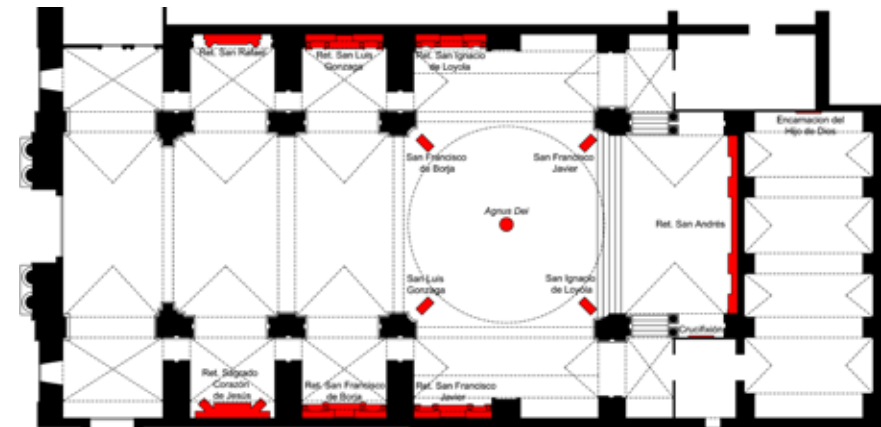 Ret. San Rafael
Ret. San Luis
Gonzaga
Ret. San Ignacio
de Loyola
Encarnacion del
Hijo de Dios
San Francisco
de Borja
San Francisco
Javier
Agnus Dei
Ret. San Andrés
San Luis
Gonzaga
San Ignacio
de Loyola
Crucifixión
Ret. Sagrado
Corazón
de Jesús
Ret. San Francisco
de Borja
Ret. San Francisco
Javier